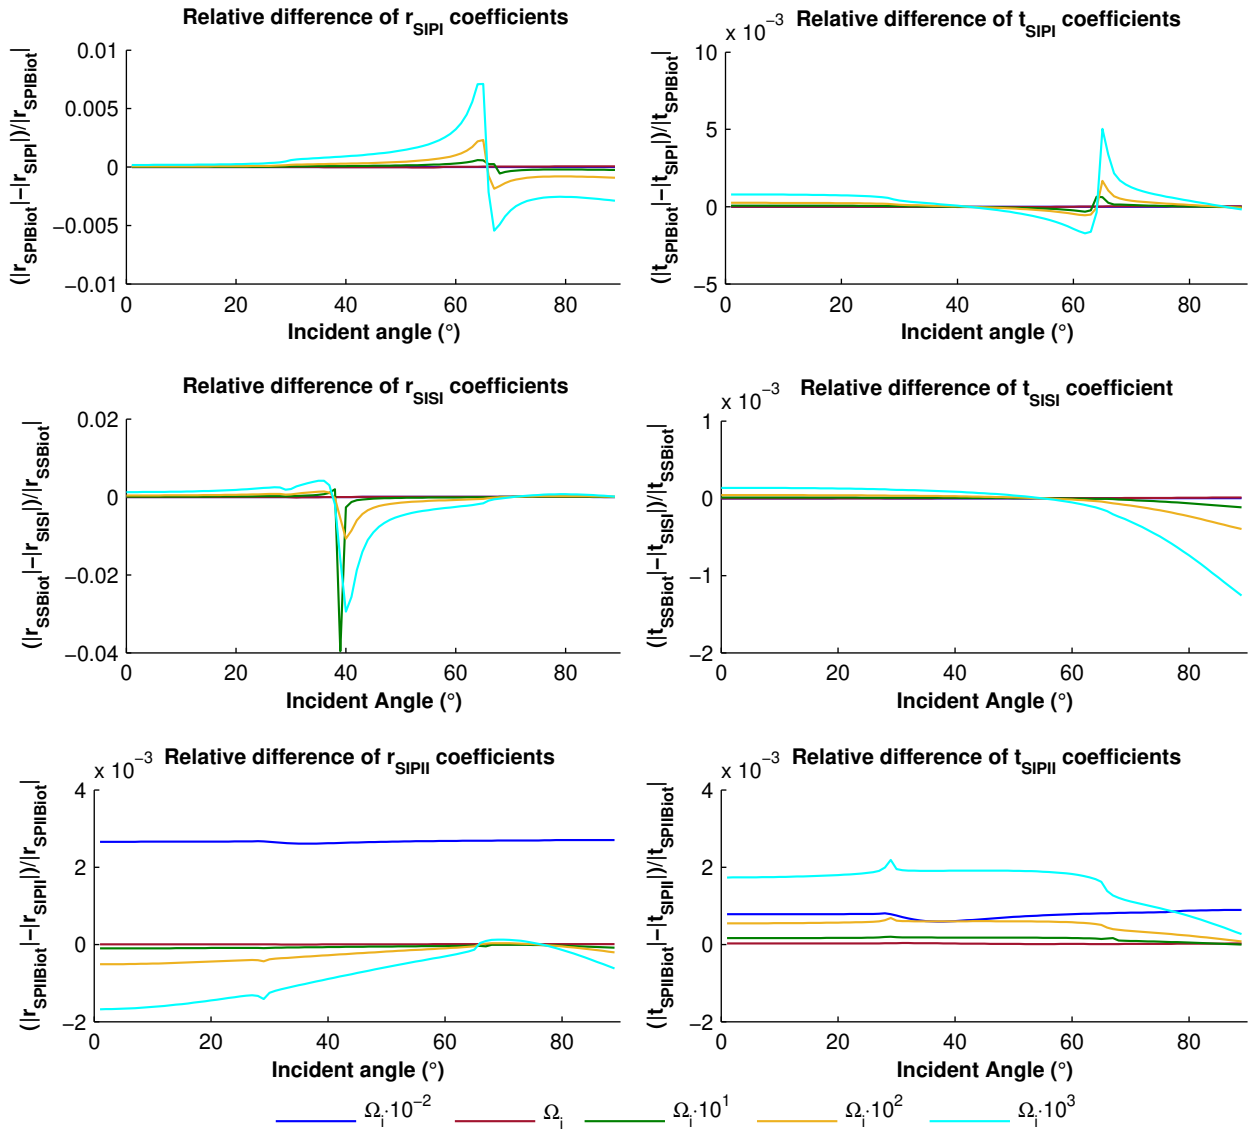 Relative difference of r_SIPI coefficients
(|r_SPIBiot|−|r_SIPI|)/|r_SPIBiot|
0.01
0.005
0
−0.005
−0.01
0 20 40 60 80
Incident angle (°)
Relative difference of t_SIPI coefficients
x 10^−3
(|t_SPIBiot|−|t_SIPI|)/|t_SPIBiot|
10
5
0
−5
0 20 40 60 80
Incident angle (°)
Relative difference of r_SISI coefficients
(|r_SSBiot|−|r_SISI|)/|r_SSBiot|
0.02
0
−0.02
−0.04
0 20 40 60 80
Incident Angle (°)
Relative difference of t_SISI coefficient
x 10^−3
(|t_SSBiot|−|t_SISI|)/|t_SSBiot|
1
0
−1
−2
0 20 40 60 80
Incident Angle (°)
Relative difference of r_SIPII coefficients
x 10^−3
(|r_SPIIBiot|−|r_SIPII|)/|r_SPIIBiot|
4
2
0
−2
0 20 40 60 80
Incident angle (°)
Relative difference of t_SIPII coefficients
x 10^−3
(|t_SPIIBiot|−|t_SIPII|)/|t_SPIIBiot|
4
2
0
−2
0 20 40 60 80
Incident Angle (°)
Ω_i·10^−2 Ω_i Ω_i·10^1 Ω_i·10^2 Ω_i·10^3